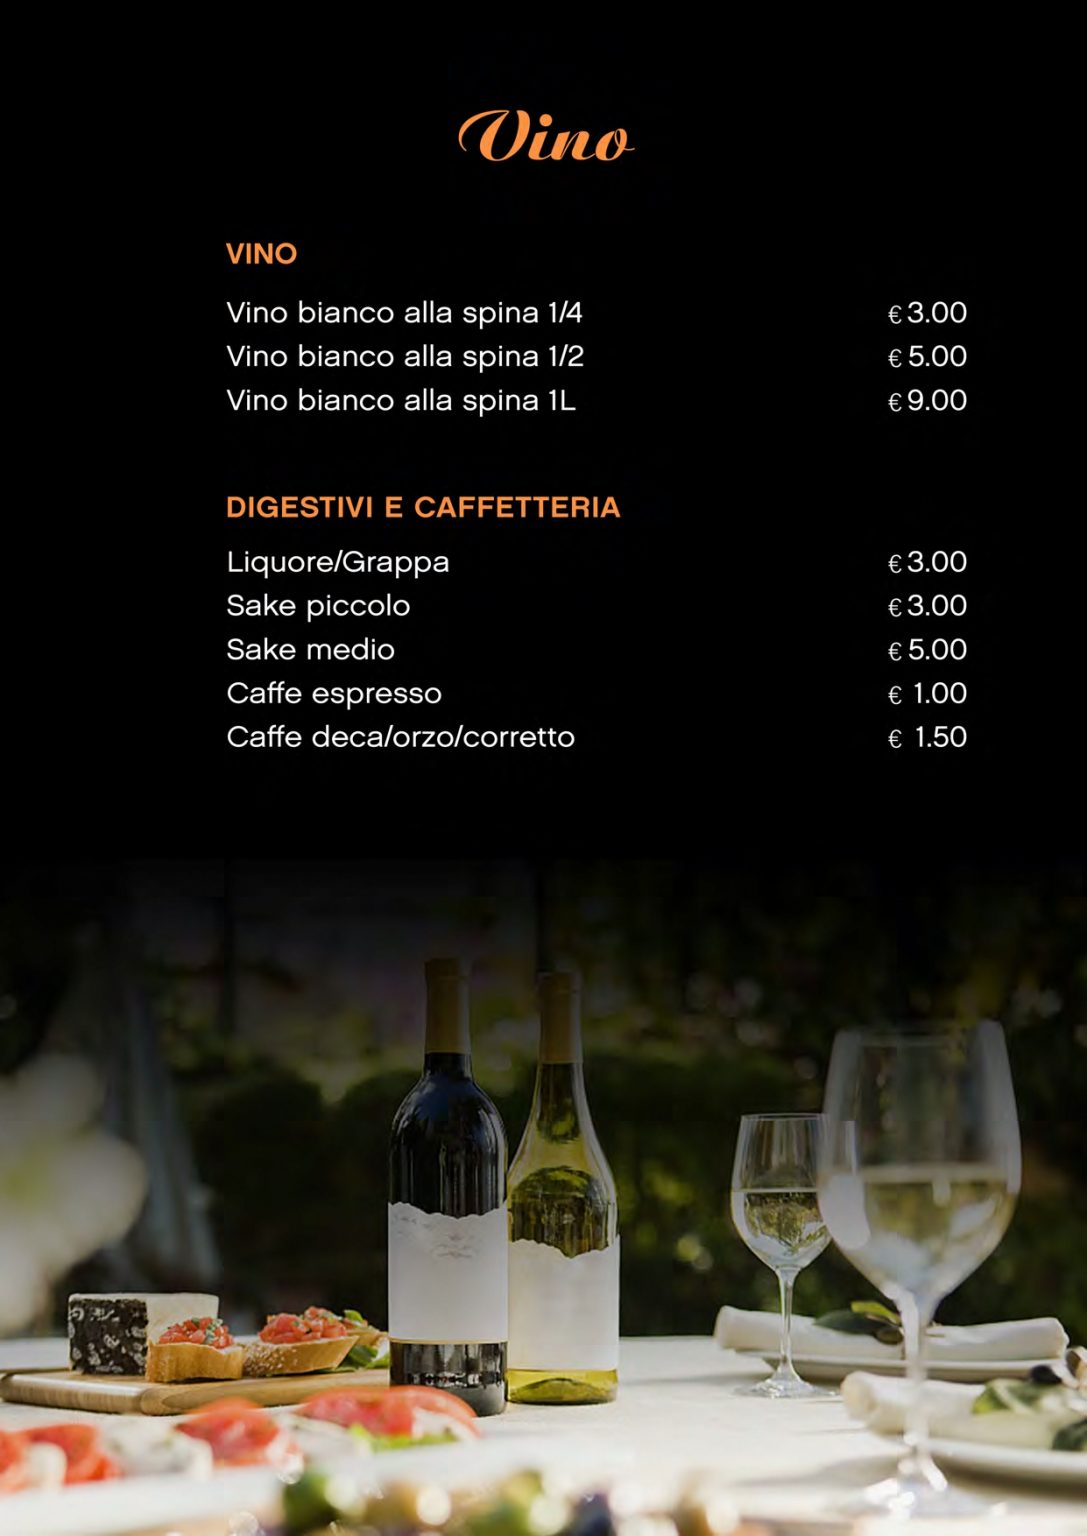 Vino
VINO
Vino bianco alla spina 1/4 € 3.00
Vino bianco alla spina 1/2 € 5.00
Vino bianco alla spina 1L € 9.00
DIGESTIVI E CAFFETTERIA
Liquore/Grappa € 3.00
Sake piccolo € 3.00
Sake medio € 5.00
Caffe espresso € 1.00
Caffe deca/orzo/corretto € 1.50